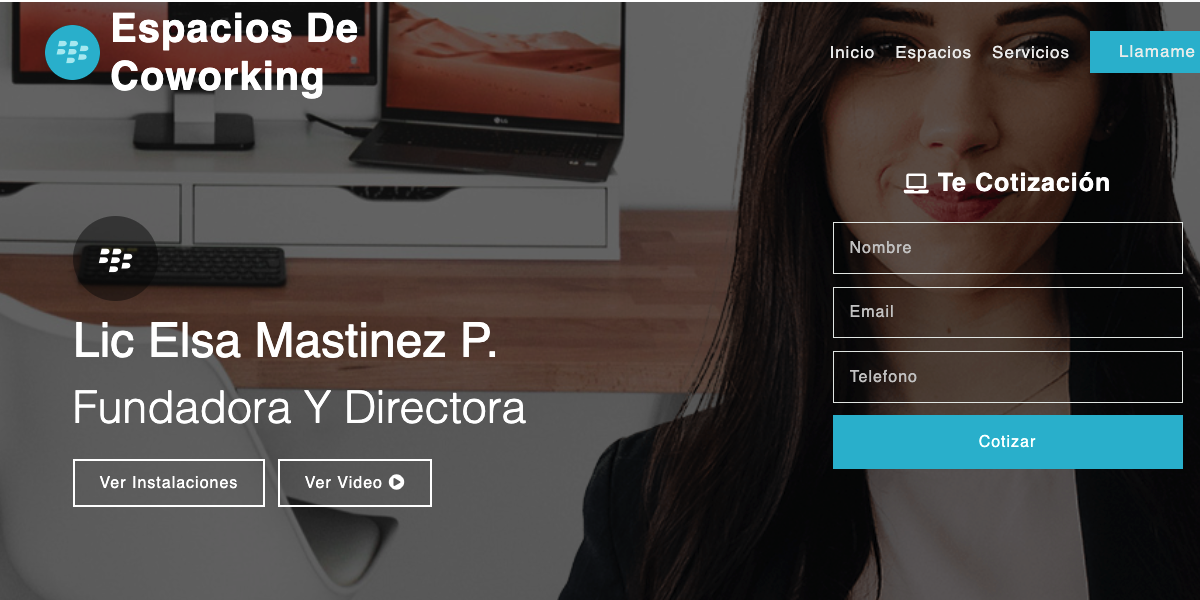 Espacios De
Coworking
Inicio Espacios Servicios Llamame
Te Cotización
Nombre
Email
Telefono
Cotizar
Lic Elsa Mastinez P.
Fundadora Y Directora
Ver Instalaciones Ver Video
LG